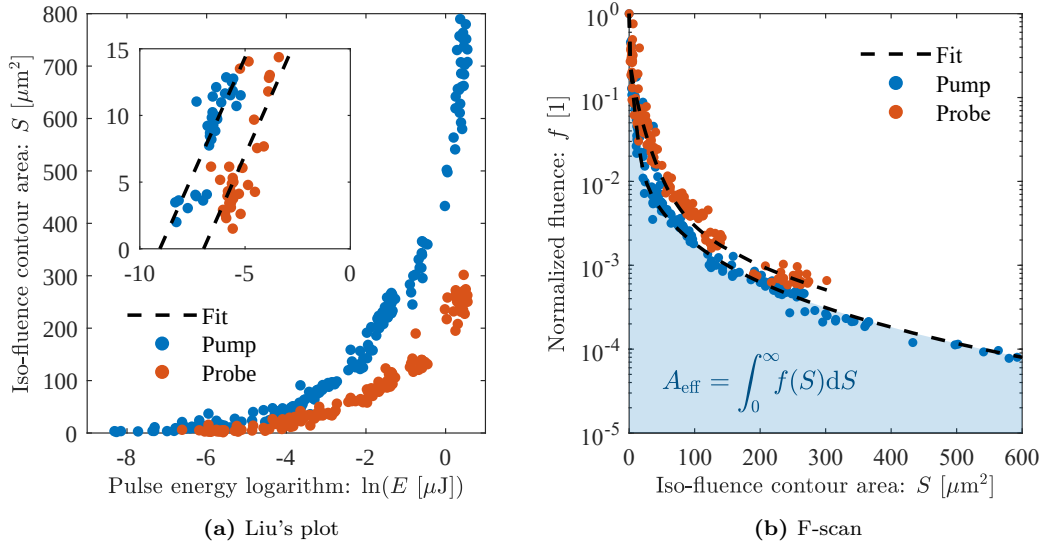 Iso-fluence contour area: S [μm²]
800
700
600
500
400
300
200
100
0
15
10
5
0
-10
-5
0
Fit
Pump
Probe
-8
-6
-4
-2
0
Pulse energy logarithm: ln(E [μJ])
(a) Liu's plot
Normalized fluence: f [1]
10⁰
10⁻¹
10⁻²
10⁻³
10⁻⁴
10⁻⁵
Fit
Pump
Probe
A_eff = ∫₀^∞ f(S)dS
0
100
200
300
400
500
600
Iso-fluence contour area: S [μm²]
(b) F-scan